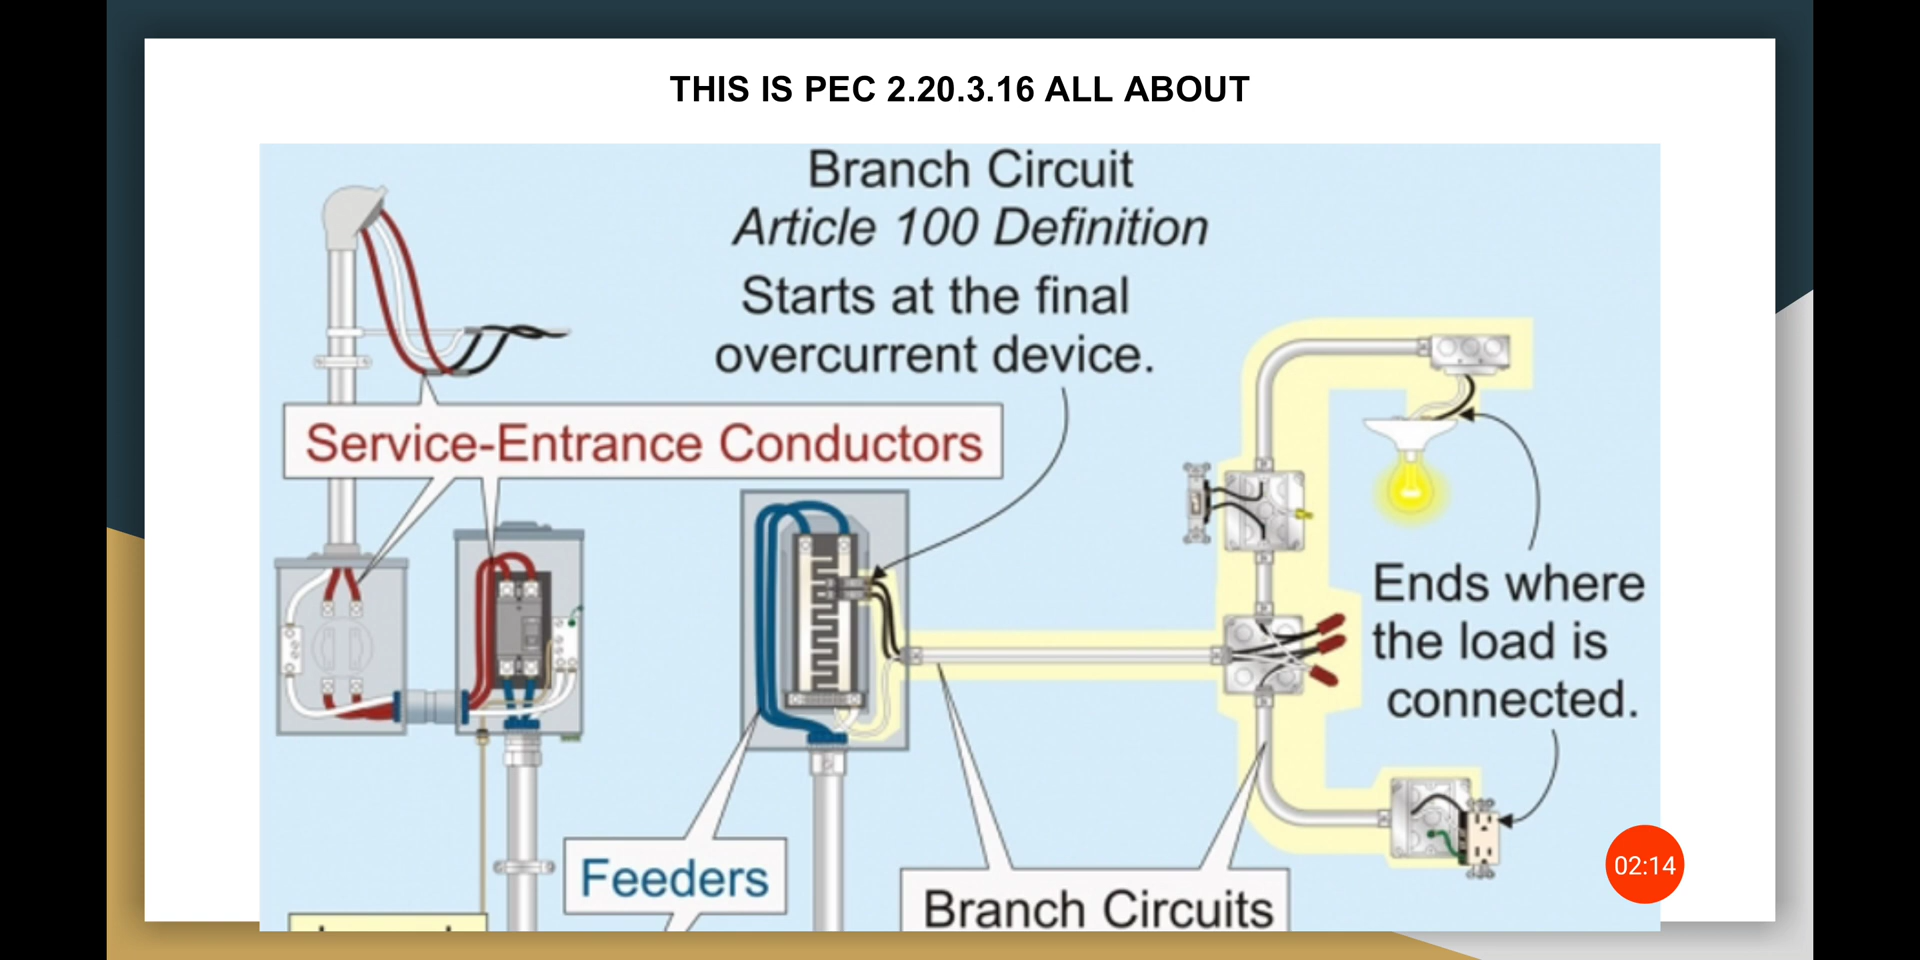 THIS IS PEC 2.20.3.16 ALL ABOUT
Branch Circuit
Article 100 Definition
Starts at the final
overcurrent device.
Service-Entrance Conductors
Ends where
the load is
connected.
Feeders
Branch Circuits
02:14